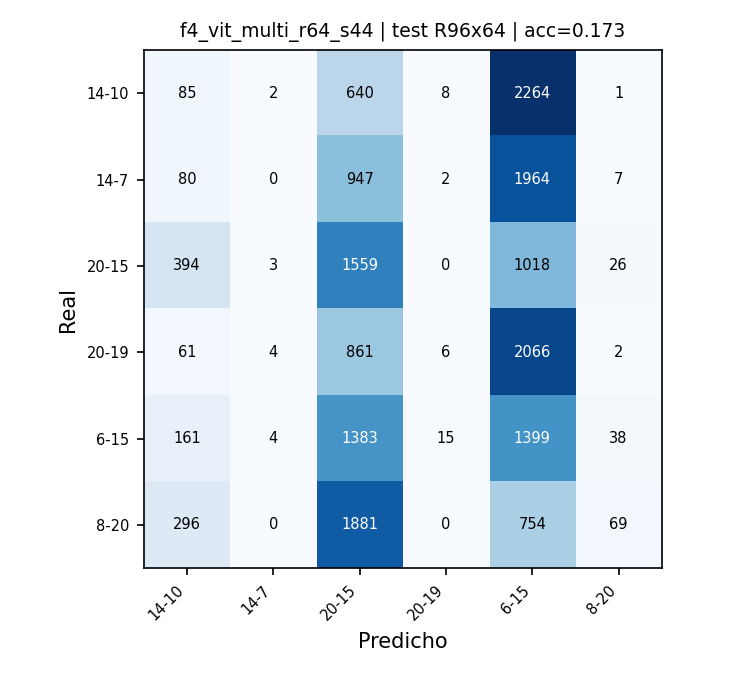 f4_vit_multi_r64_s44 | test R96x64 | acc=0.173
Real
14-10 85 2 640 8 2264 1
14-7 80 0 947 2 1964 7
20-15 394 3 1559 0 1018 26
20-19 61 4 861 6 2066 2
6-15 161 4 1383 15 1399 38
8-20 296 0 1881 0 754 69
14-10 14-7 20-15 20-19 6-15 8-20
Predicho